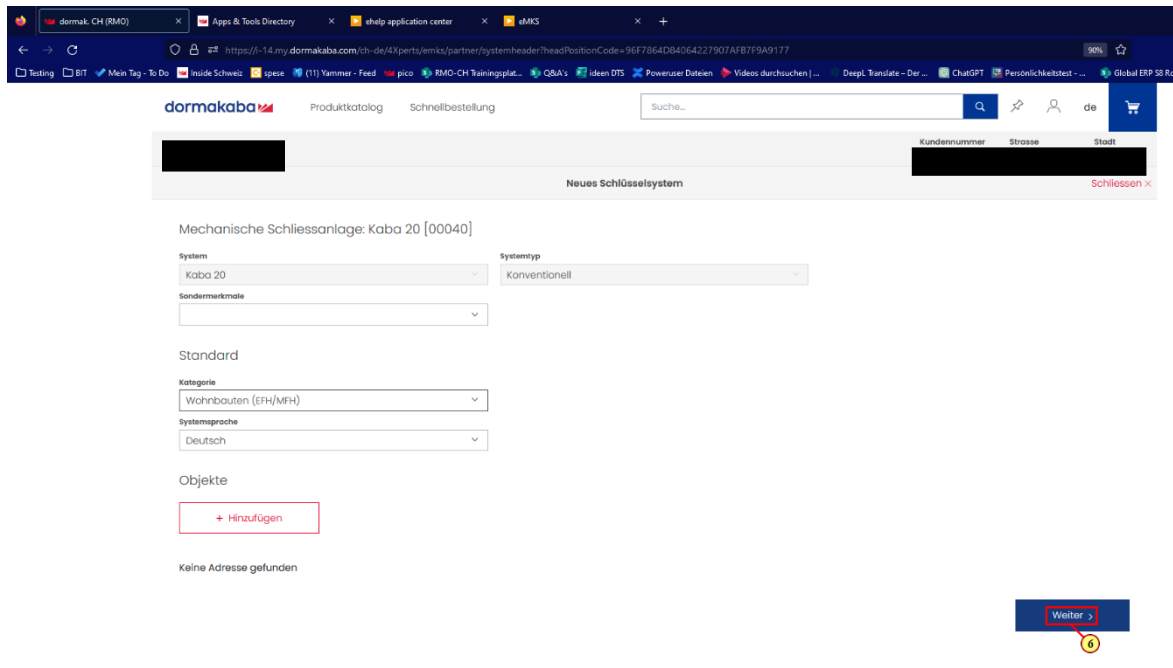 dormak. CH (RMO)
Apps & Tools Directory
ehelp application center
eMKS
https://i-14.my.dormakaba.com/ch-de/4Xperts/emks/partner/systemheader?headPositionCode=96F7864D84064227907AFB7F9A9177
90%
Testing BIT Mein Tag - To Do Inside Schweiz spese (11) Yammer - Feed pico RMO-CH Trainingsplat... Q&A's ideen DTS Poweruser Dateien Videos durchsuchen | ... DeepL Translate – Der ... ChatGPT Persönlichkeitstest - ... Global ERP S8 Ro
dormakaba Produktkatalog Schnellbestellung Suche... de
Kundennummer Strasse Stadt
Neues Schlüsselsystem Schliessen ×
Mechanische Schliessanlage: Kaba 20 [00040]
System Systemtyp
Kaba 20 Konventionell
Sondermerkmale
Standard
Kategorie
Wohnbauten (EFH/MFH)
Systemsprache
Deutsch
Objekte
+ Hinzufügen
Keine Adresse gefunden
Weiter >
6